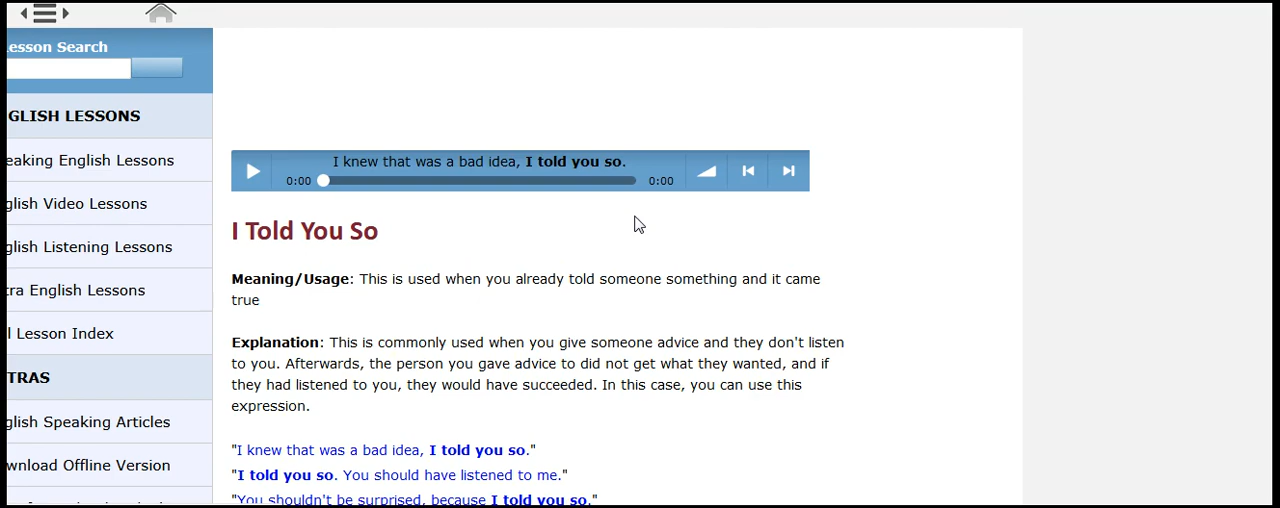 esson Search
GLISH LESSONS
eaking English Lessons
glish Video Lessons
glish Listening Lessons
tra English Lessons
l Lesson Index
TRAS
glish Speaking Articles
wnload Offline Version
I knew that was a bad idea, I told you so.
0:00 0:00
I Told You So
Meaning/Usage: This is used when you already told someone something and it came
true
Explanation: This is commonly used when you give someone advice and they don't listen
to you. Afterwards, the person you gave advice to did not get what they wanted, and if
they had listened to you, they would have succeeded. In this case, you can use this
expression.
"I knew that was a bad idea, I told you so."
"I told you so. You should have listened to me."
"You shouldn't be surprised, because I told you so."